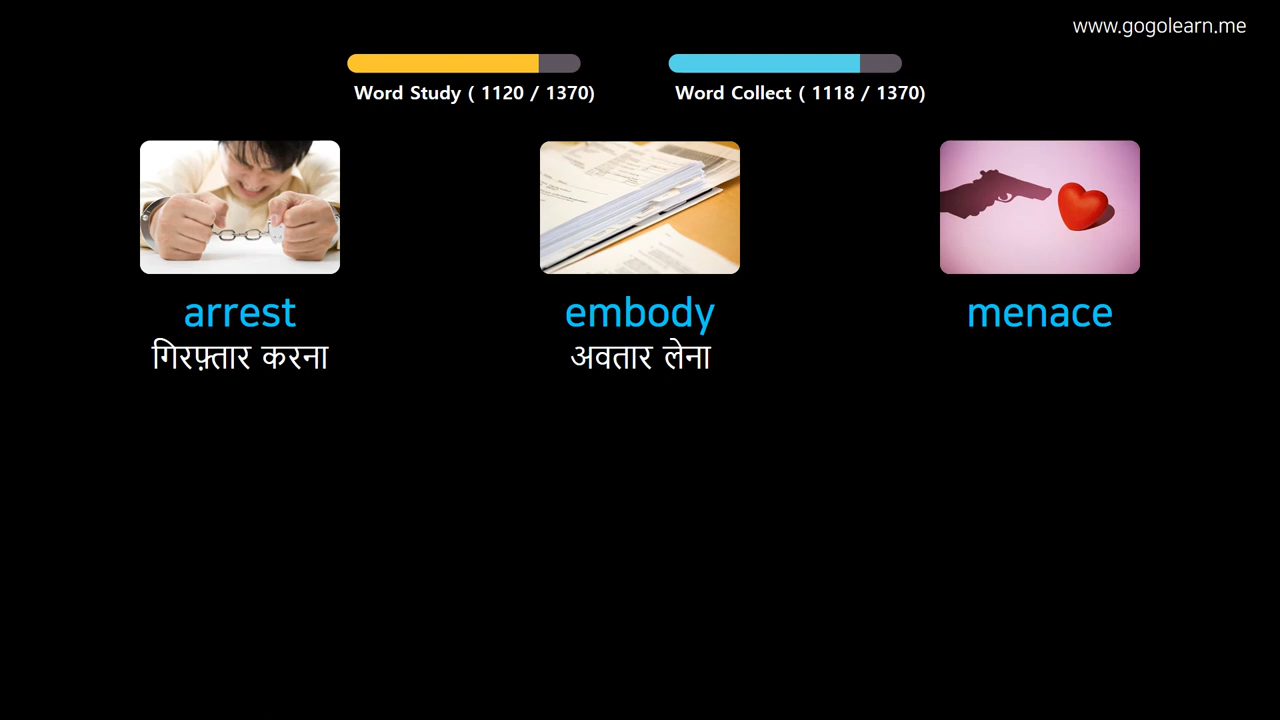 www.gogolearn.me
Word Study ( 1120 / 1370)
Word Collect ( 1118 / 1370)
arrest
गिरफ़्तार करना
embody
अवतार लेना
menace